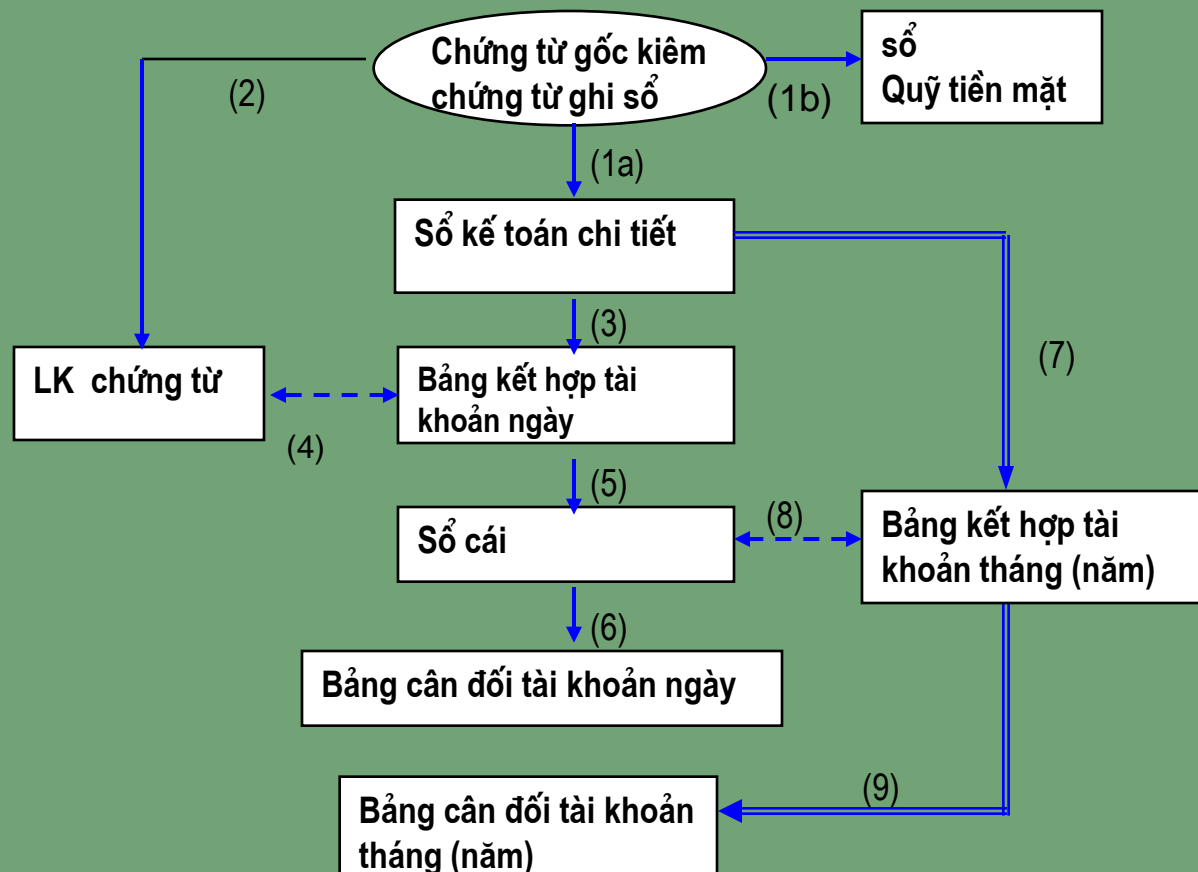 Chứng từ gốc kiêm
chứng từ ghi sổ
sổ
Quỹ tiền mặt
(2)
(1b)
(1a)
Sổ kế toán chi tiết
(3)
(7)
LK chứng từ
Bảng kết hợp tài
khoản ngày
(4)
(5)
Sổ cái
(8)
Bảng kết hợp tài
khoản tháng (năm)
(6)
Bảng cân đối tài khoản ngày
(9)
Bảng cân đối tài khoản
tháng (năm)